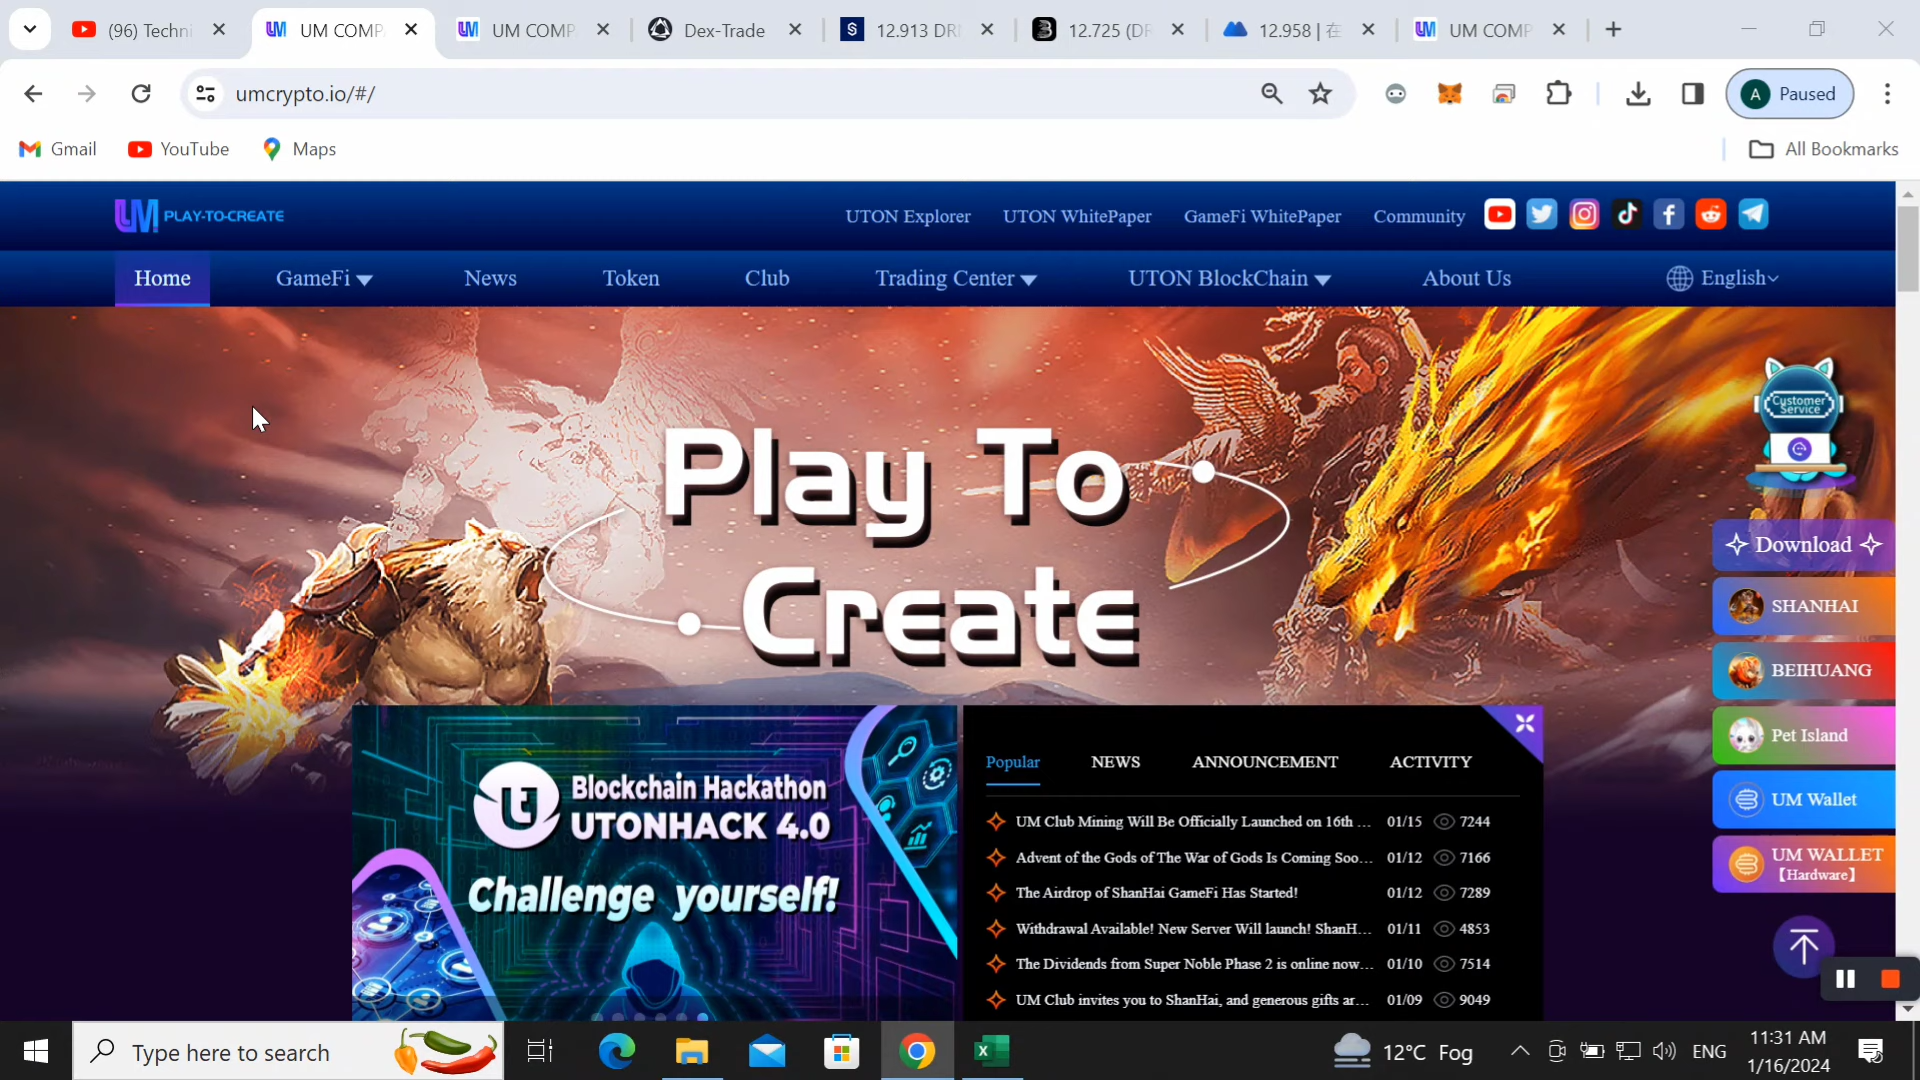 (96) Techni
UM COMP
UM COMP
Dex-Trade
12.913 DR
12.725 (DR
12.958 | 在
UM COMP
umcrypto.io/#/
A Paused
Gmail
YouTube
Maps
All Bookmarks
UM PLAY-TO-CREATE
UTON Explorer
UTON WhitePaper
GameFi WhitePaper
Community
Home
GameFi
News
Token
Club
Trading Center
UTON BlockChain
About Us
English
Play To
Create
Customer
Service
Download
SHANHAI
BEIHUANG
Pet Island
UM Wallet
UM WALLET
【Hardware】
Blockchain Hackathon
UTONHACK 4.0
Challenge yourself!
Popular NEWS ANNOUNCEMENT ACTIVITY
UM Club Mining Will Be Officially Launched on 16th ... 01/15 7244
Advent of the Gods of The War of Gods Is Coming Soo... 01/12 7166
The Airdrop of ShanHai GameFi Has Started! 01/12 7289
Withdrawal Available! New Server Will launch! ShanH... 01/11 4853
The Dividends from Super Noble Phase 2 is online now... 01/10 7514
UM Club invites you to ShanHai, and generous gifts ar... 01/09 9049
Type here to search
12°C Fog
ENG
11:31 AM
1/16/2024